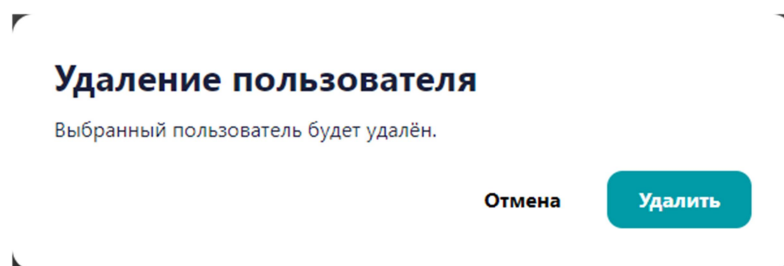 Удаление пользователя
Выбранный пользователь будет удалён.
Отмена
Удалить